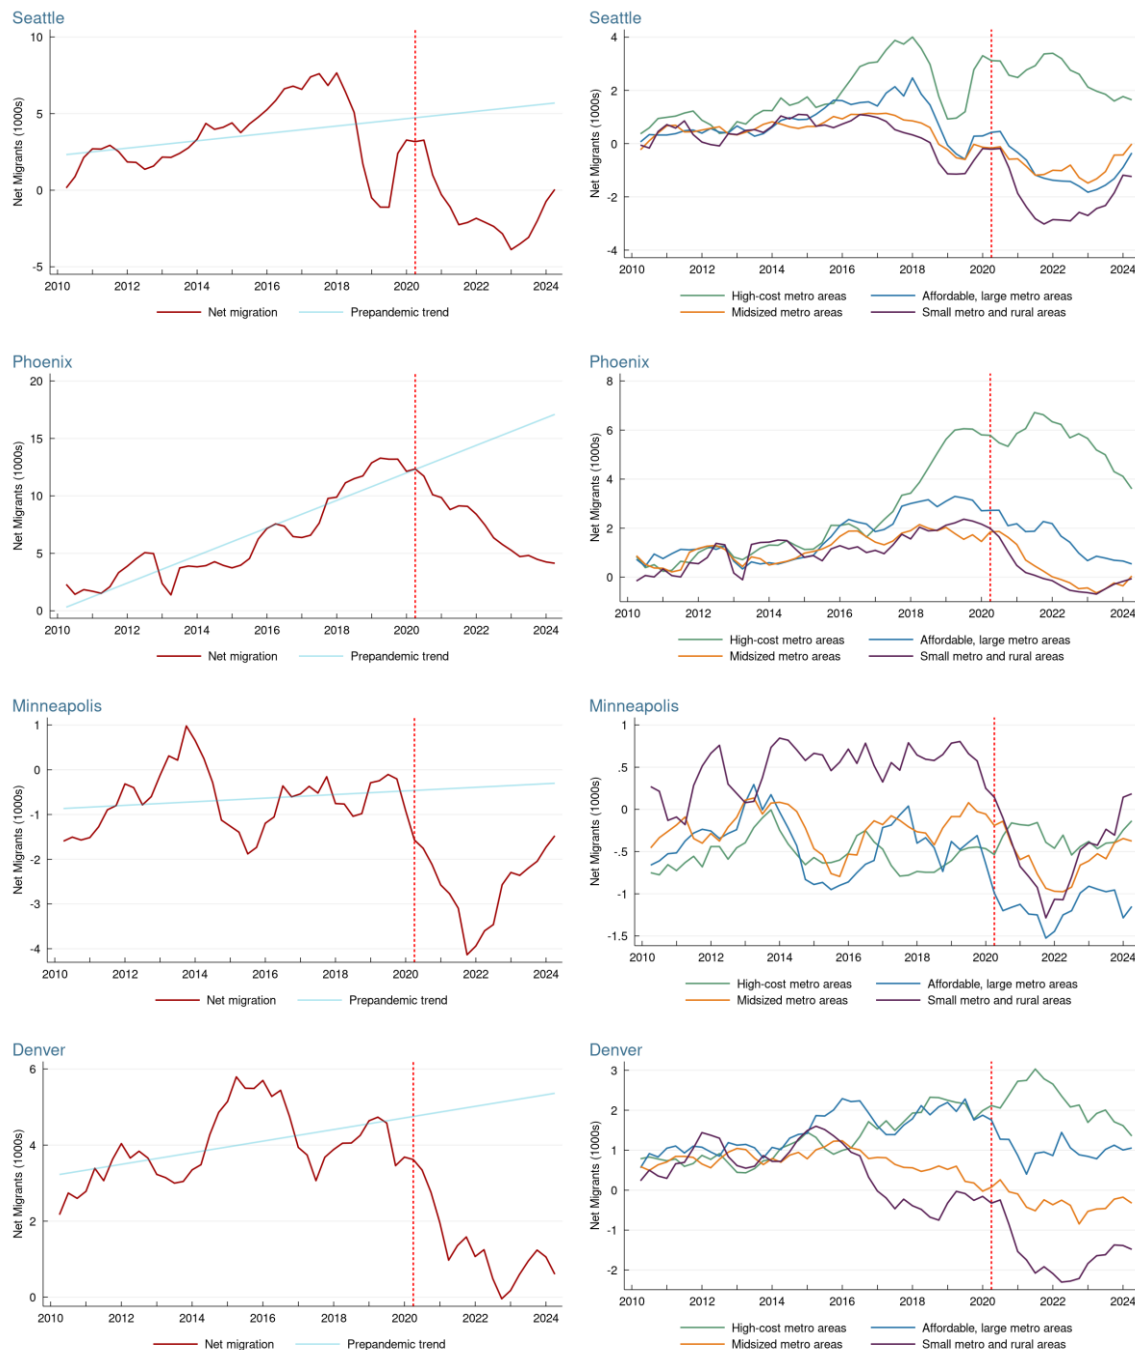 Seattle
Net Migrants (1000s)
10
5
0
-5
2010 2012 2014 2016 2018 2020 2022 2024
Net migration Prepandemic trend
Seattle
Net Migrants (1000s)
4
2
0
-2
-4
2010 2012 2014 2016 2018 2020 2022 2024
High-cost metro areas Affordable, large metro areas
Midsized metro areas Small metro and rural areas
Phoenix
Net Migrants (1000s)
20
15
10
5
0
2010 2012 2014 2016 2018 2020 2022 2024
Net migration Prepandemic trend
Phoenix
Net Migrants (1000s)
8
6
4
2
0
2010 2012 2014 2016 2018 2020 2022 2024
High-cost metro areas Affordable, large metro areas
Midsized metro areas Small metro and rural areas
Minneapolis
Net Migrants (1000s)
1
0
-1
-2
-3
-4
2010 2012 2014 2016 2018 2020 2022 2024
Net migration Prepandemic trend
Minneapolis
Net Migrants (1000s)
1
.5
0
-.5
-1
-1.5
2010 2012 2014 2016 2018 2020 2022 2024
High-cost metro areas Affordable, large metro areas
Midsized metro areas Small metro and rural areas
Denver
Net Migrants (1000s)
6
4
2
0
2010 2012 2014 2016 2018 2020 2022 2024
Net migration Prepandemic trend
Denver
Net Migrants (1000s)
3
2
1
0
-1
-2
2010 2012 2014 2016 2018 2020 2022 2024
High-cost metro areas Affordable, large metro areas
Midsized metro areas Small metro and rural areas